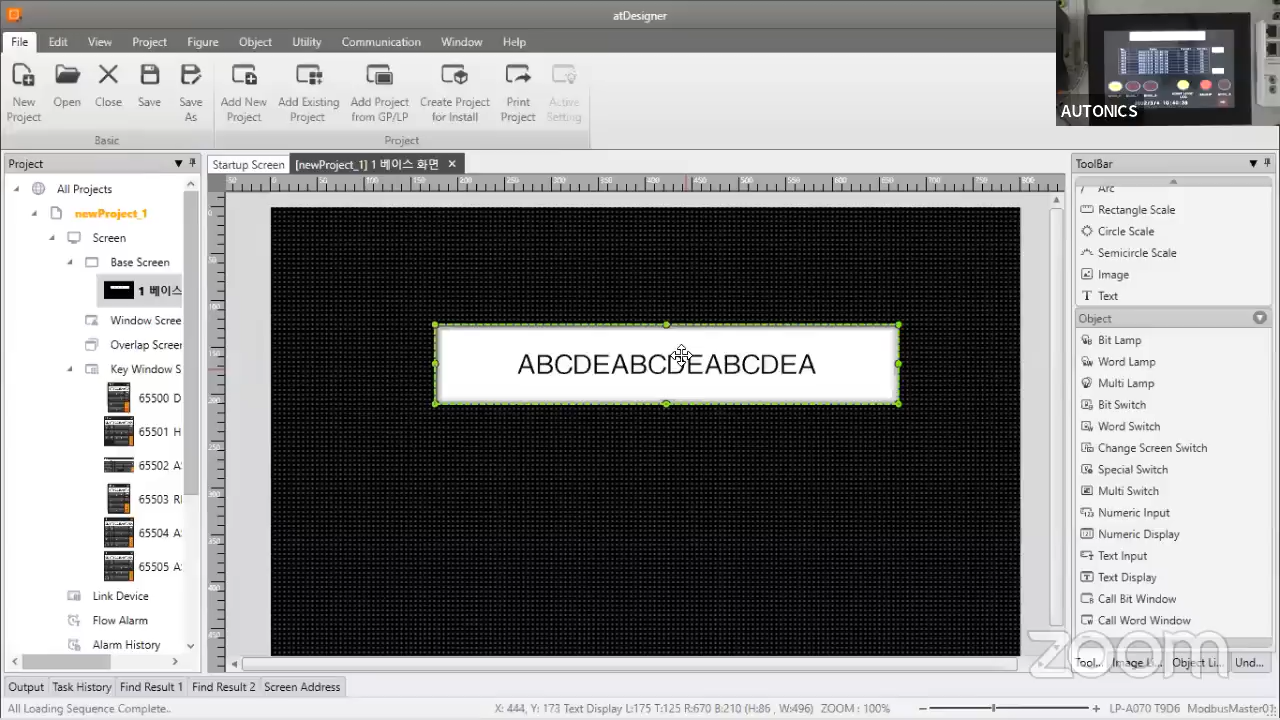 atDesigner
File Edit View Project Figure Object Utility Communication Window Help
New Project
Open
Close
Save
Save As
Add New Project
Add Existing Project
Add Project from GP/LP
Create Project for Install
Print Project
Active Setting
Basic
Project
AUTONICS
Project
Startup Screen
[newProject_1] 1 베이스 화면
ToolBar
All Projects
newProject_1
Screen
Base Screen
1 베이스
Window Scree
Overlap Screer
Key Window S
65500 D
65501 H
65502 A
65503 R
65504 A
65505 A
Link Device
Flow Alarm
Alarm History
ABCDEABCDEABCDEA
Arc
Rectangle Scale
Circle Scale
Semicircle Scale
Image
Text
Object
Bit Lamp
Word Lamp
Multi Lamp
Bit Switch
Word Switch
Change Screen Switch
Special Switch
Multi Switch
Numeric Input
Numeric Display
Text Input
Text Display
Call Bit Window
Call Word Window
Tool... Image Li... Object Li... Und...
zoom
Output Task History Find Result 1 Find Result 2 Screen Address
All Loading Sequence Complete..
X: 444, Y: 173 Text Display L:175 T:125 R:670 B:210 (H:86 , W:496) ZOOM : 100%
LP-A070 T9D6 ModbusMaster01